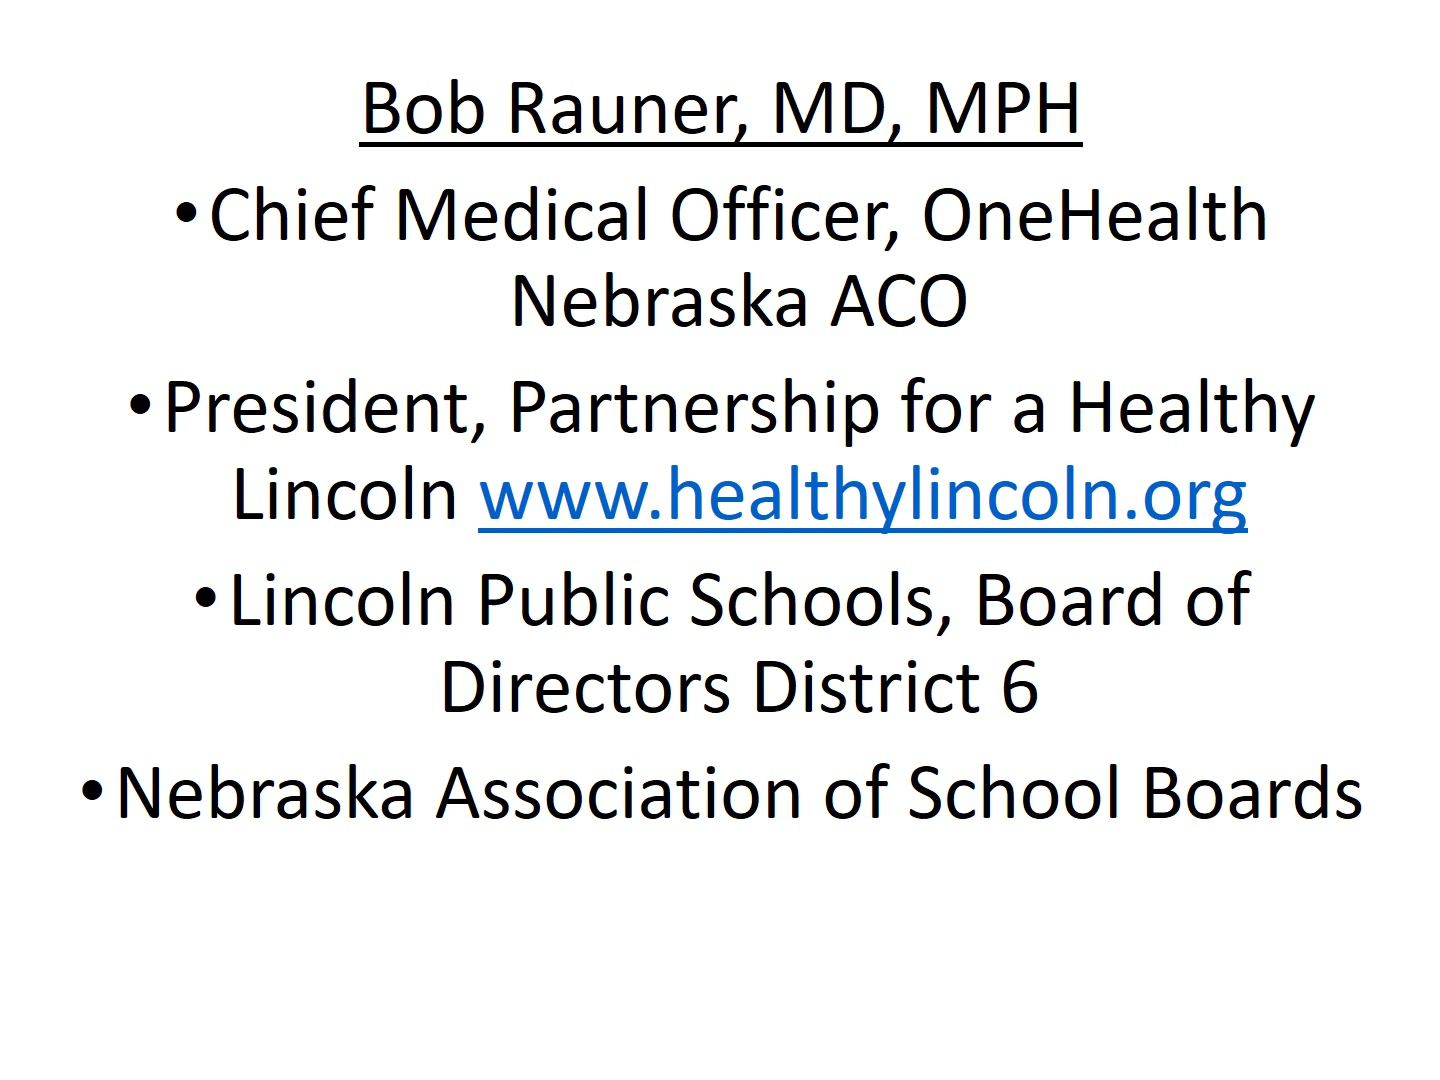 Bob Rauner, MD, MPH
•Chief Medical Officer, OneHealth
Nebraska ACO
•President, Partnership for a Healthy
Lincoln www.healthylincoln.org
•Lincoln Public Schools, Board of
Directors District 6
•Nebraska Association of School Boards